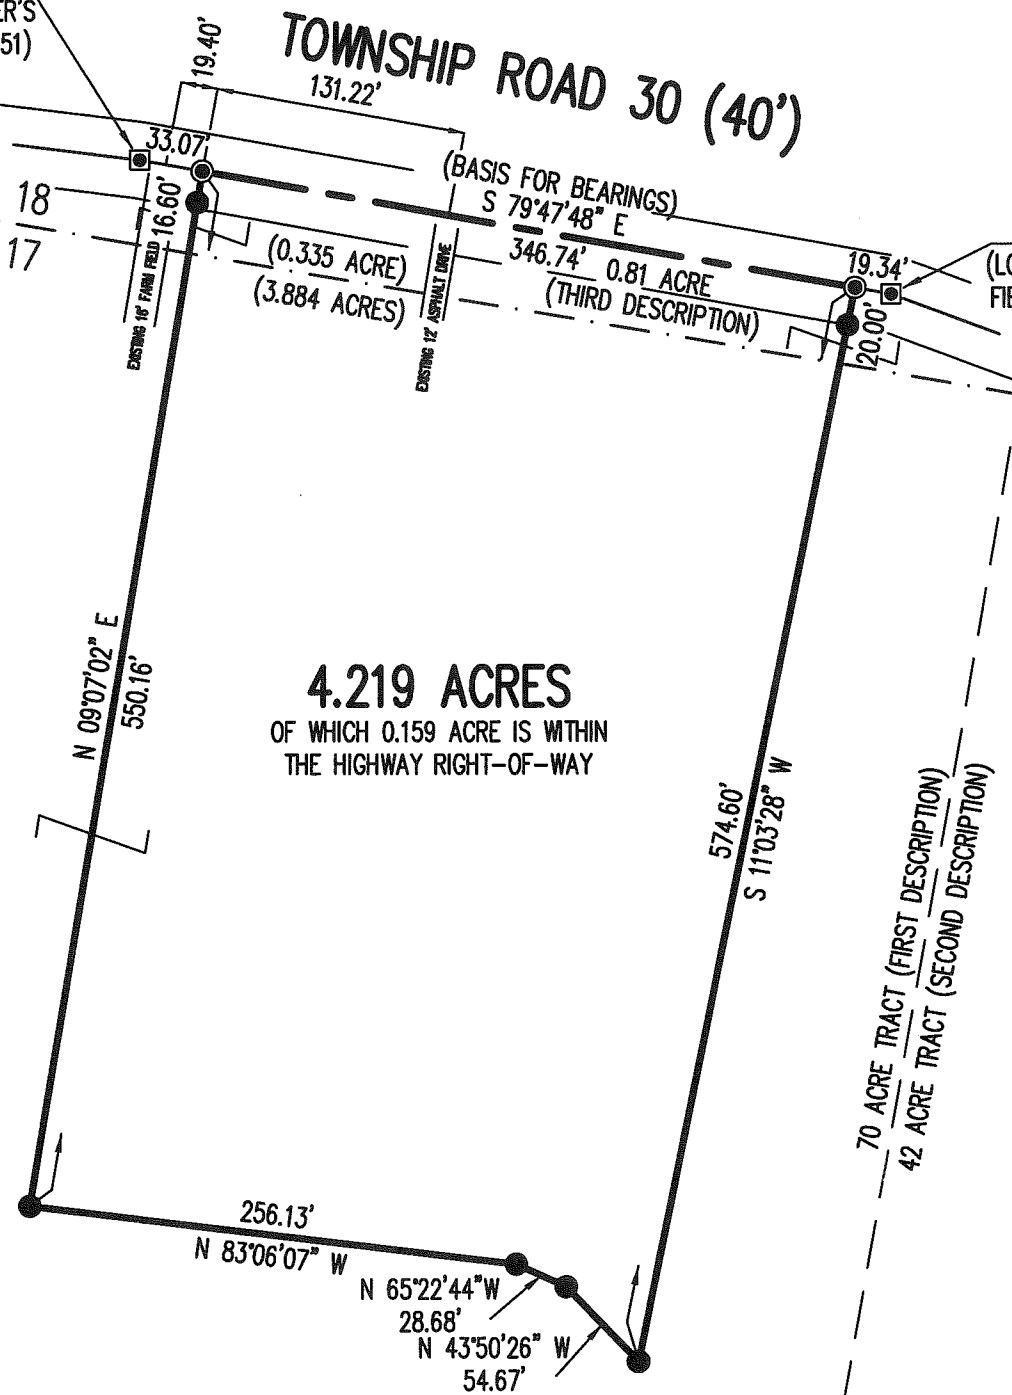 ER'S
51)
TOWNSHIP ROAD 30 (40')
19.40'
131.22'
33.07'
(BASIS FOR BEARINGS)
S 79°47'48" E
346.74'
18
17
16.60'
EXISTING 16' FARM FIELD
(0.335 ACRE)
(3.884 ACRES)
EXISTING 12' ASPHALT DRIVE
0.81 ACRE
(THIRD DESCRIPTION)
19.34'
20.00'
(LO
FIE
N 09°07'02" E
550.16'
4.219 ACRES
OF WHICH 0.159 ACRE IS WITHIN
THE HIGHWAY RIGHT-OF-WAY
574.60'
S 11°03'28" W
70 ACRE TRACT (FIRST DESCRIPTION)
42 ACRE TRACT (SECOND DESCRIPTION)
256.13'
N 83°06'07" W
N 65°22'44"W
28.68'
N 43°50'26" W
54.67'